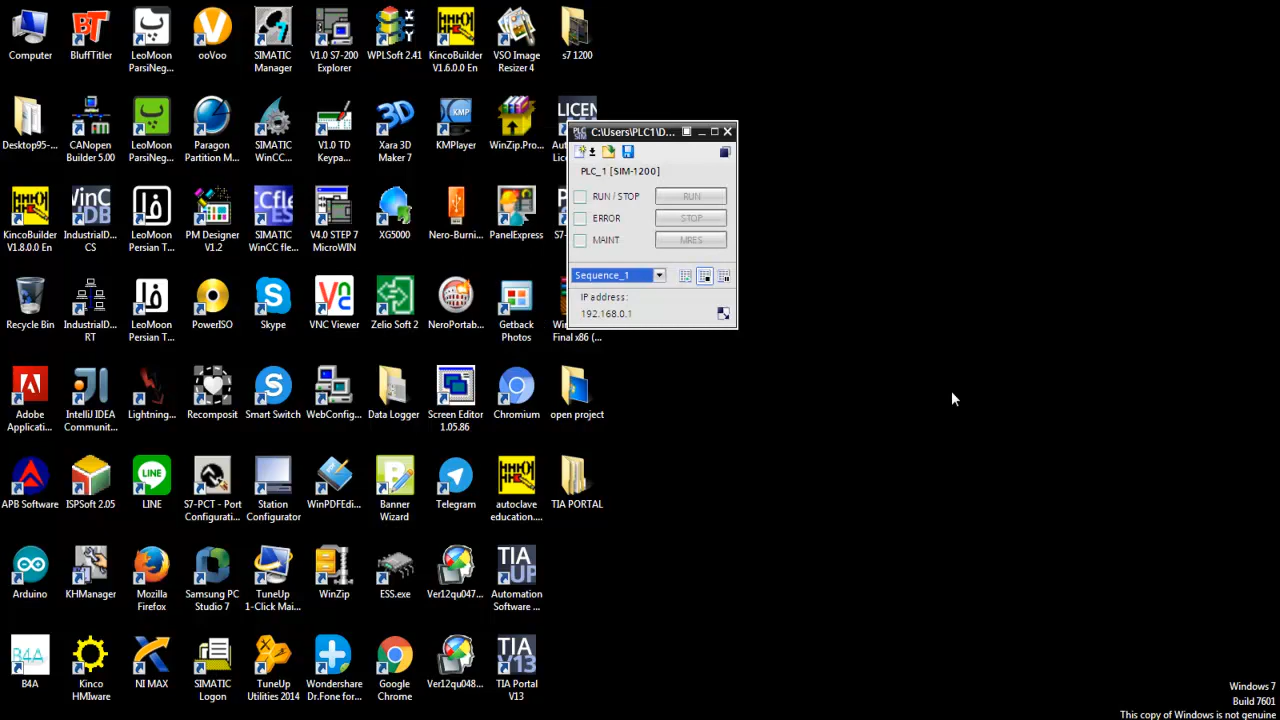 Computer
BluffTitler
LeoMoon
ParsiNeg...
ooVoo
SIMATIC
Manager
V1.0 S7-200
Explorer
WPLSoft 2.41
KincoBuilder
V1.6.0.0 En
VSO Image
Resizer 4
s7 1200
Desktop95-...
CANopen
Builder 5.00
LeoMoon
ParsiNeg...
Paragon
Partition M...
SIMATIC
WinCC...
V1.0 TD
Keypa...
3D
Xara 3D
Maker 7
KMP
KMPlayer
WinZip.Pro...
LICEN
C:\Users\PLC1\D...
PLC_1 [SIM-1200]
RUN / STOP
RUN
ERROR
STOP
MAINT
MRES
Sequence_1
IP address:
192.168.0.1
KincoBuilder
V1.8.0.0 En
IndustrialD...
CS
LeoMoon
Persian T...
PM Designer
V1.2
SIMATIC
WinCC fle...
V4.0 STEP 7
MicroWIN
XG5000
Nero-Burni...
PanelExpress
Recycle Bin
IndustrialD...
RT
LeoMoon
Persian T...
PowerISO
Skype
VNC Viewer
Zelio Soft 2
NeroPortab...
Getback
Photos
Final x86 (...
Adobe
Applicati...
IntelliJ IDEA
Communit...
Lightning...
Recomposit
Smart Switch
WebConfig...
Data Logger
Screen Editor
1.05.86
Chromium
open project
APB Software
ISPSoft 2.05
LINE
LINE
S7-PCT - Port
Configurati...
Station
Configurator
WinPDFEdi...
Banner
Wizard
Telegram
autoclave
education....
TIA PORTAL
Arduino
KHManager
Mozilla
Firefox
Samsung PC
Studio 7
TuneUp
1-Click Mai...
WinZip
ESS.exe
Ver12qu047...
TIA
UP
Automation
Software ...
B4A
B4A
Kinco
HMIware
NI MAX
SIMATIC
Logon
TuneUp
Utilities 2014
Wondershare
Dr.Fone for...
Google
Chrome
Ver12qu048...
TIA
V13
TIA Portal
V13
Windows 7
Build 7601
This copy of Windows is not genuine